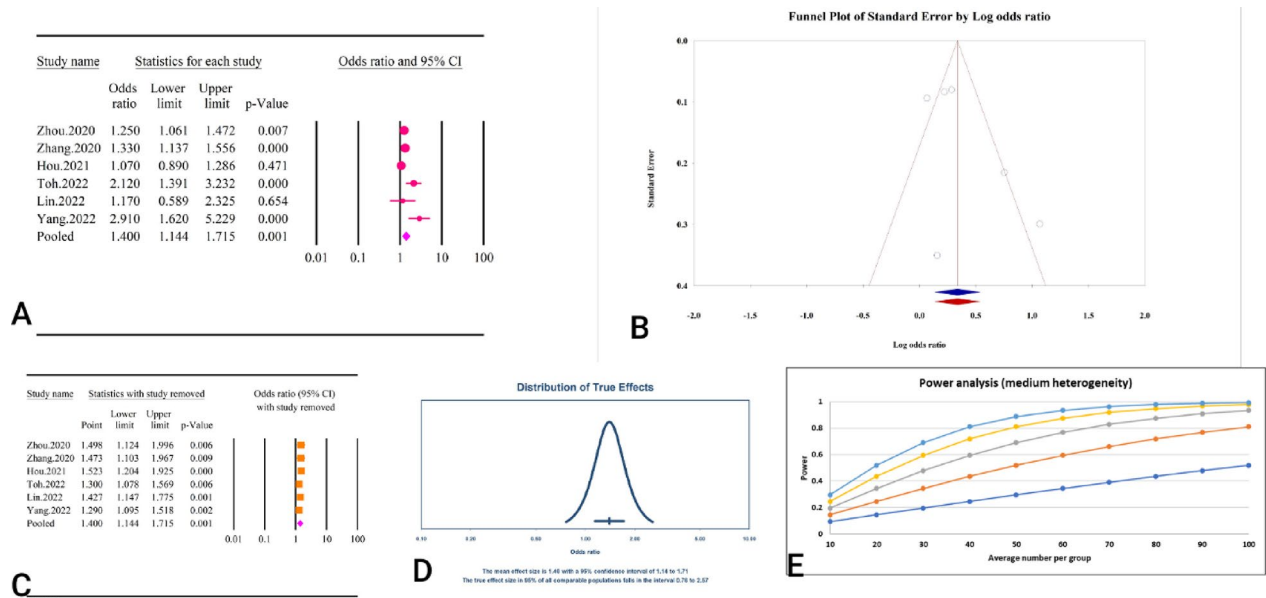 Study name Statistics for each study Odds ratio and 95% CI
Odds Lower Upper
ratio limit limit p-Value
Zhou.2020 1.250 1.061 1.472 0.007
Zhang.2020 1.330 1.137 1.556 0.000
Hou.2021 1.070 0.890 1.286 0.471
Toh.2022 2.120 1.391 3.232 0.000
Lin.2022 1.170 0.589 2.325 0.654
Yang.2022 2.910 1.620 5.229 0.000
Pooled 1.400 1.144 1.715 0.001
0.01 0.1 1 10 100
A
Funnel Plot of Standard Error by Log odds ratio
0.0
0.1
0.2
0.3
0.4
Standard Error
-2.0 -1.5 -1.0 -0.5 0.0 0.5 1.0 1.5 2.0
Log odds ratio
B
Study name Statistics with study removed Odds ratio (95% CI)
with study removed
Lower Upper
Point limit limit p-Value
Zhou.2020 1.498 1.124 1.996 0.006
Zhang.2020 1.473 1.103 1.967 0.009
Hou.2021 1.523 1.204 1.925 0.000
Toh.2022 1.300 1.078 1.569 0.006
Lin.2022 1.427 1.147 1.775 0.001
Yang.2022 1.290 1.095 1.518 0.002
Pooled 1.400 1.144 1.715 0.001
0.01 0.1 1 10 100
C
Distribution of True Effects
0.10 0.20 0.50 1.00 2.00 5.00 10.00
Odds ratio
The mean effect size is 1.40 with a 95% confidence interval of 1.14 to 1.71
The true effect size in 95% of all comparable populations falls in the interval 0.76 to 2.57
D
Power analysis (medium heterogeneity)
1
0.8
0.6
0.4
0.2
0
Power
10 20 30 40 50 60 70 80 90 100
Average number per group
E